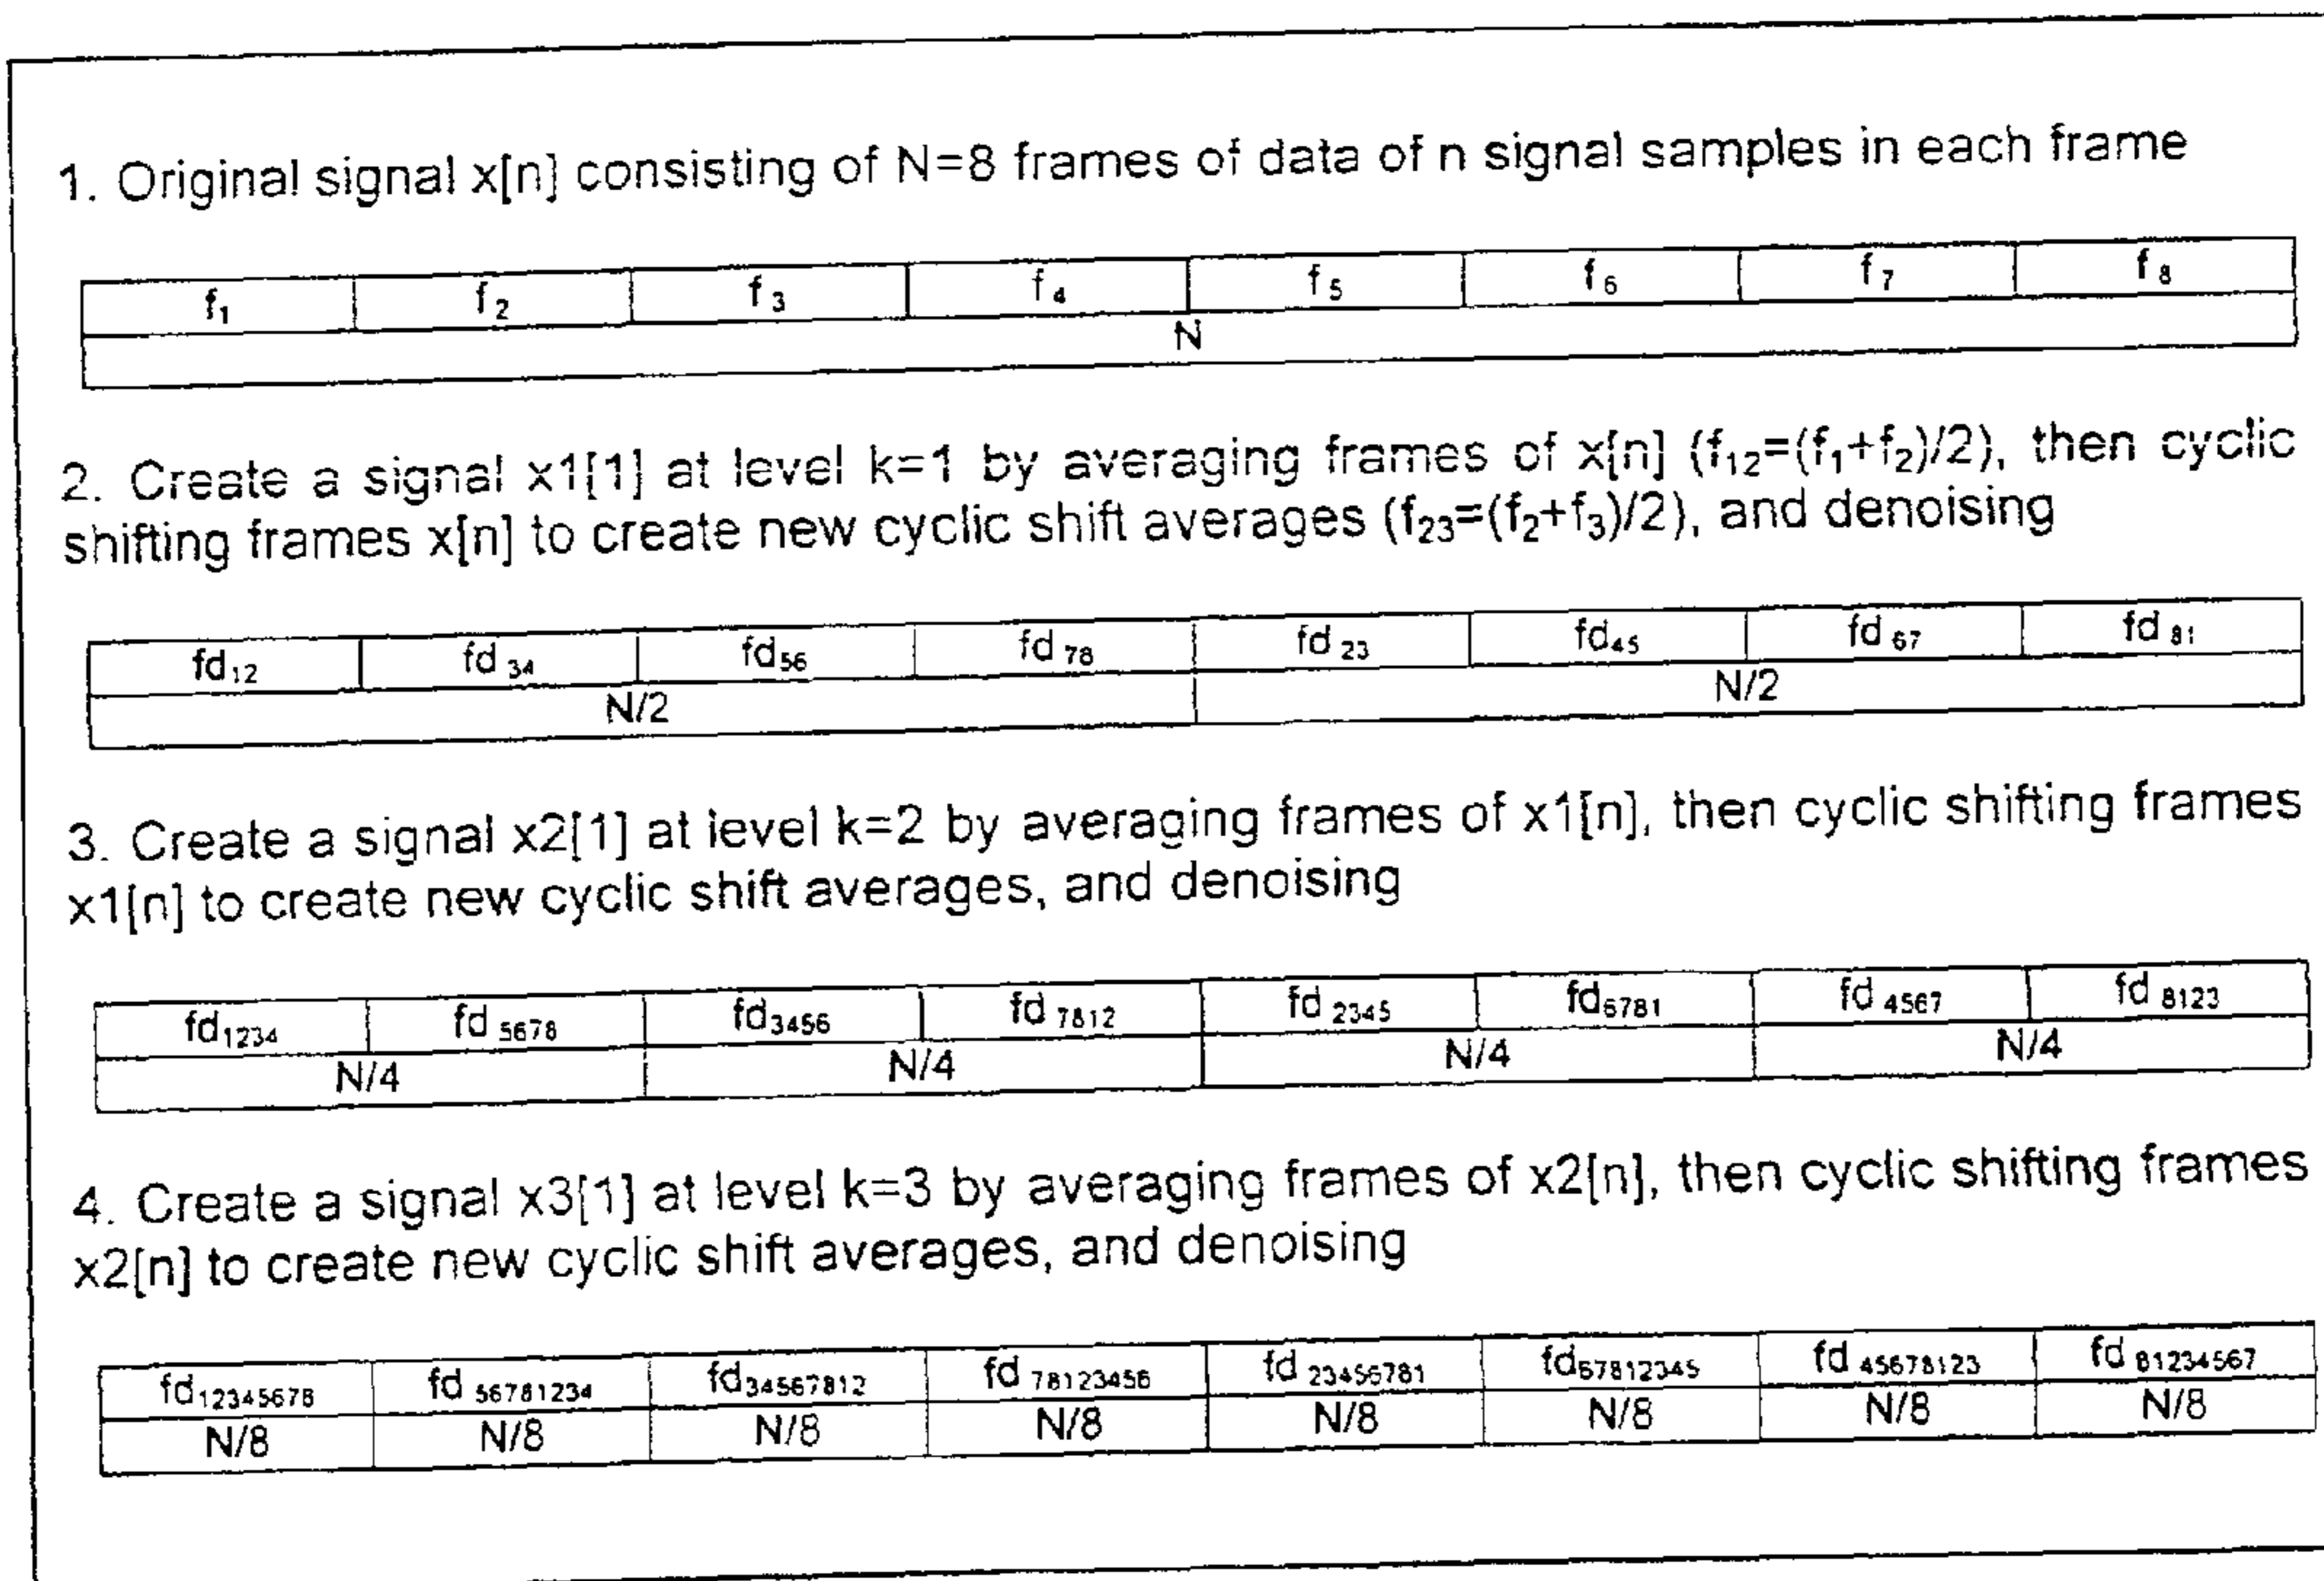 1. Original signal x[n] consisting of N=8 frames of data of n signal samples in each frame
f₁ f₂ f₃ f₄ f₅ f₆ f₇ f₈
N
2. Create a signal x1[1] at level k=1 by averaging frames of x[n] (f₁₂=(f₁+f₂)/2), then cyclic
shifting frames x[n] to create new cyclic shift averages (f₂₃=(f₂+f₃)/2), and denoising
fd₁₂ fd₃₄ fd₅₆ fd₇₈ fd₂₃ fd₄₅ fd₆₇ fd₈₁
N/2 N/2
3. Create a signal x2[1] at level k=2 by averaging frames of x1[n], then cyclic shifting frames
x1[n] to create new cyclic shift averages, and denoising
fd₁₂₃₄ fd₅₆₇₈ fd₃₄₅₆ fd₇₈₁₂ fd₂₃₄₅ fd₆₇₈₁ fd₄₅₆₇ fd₈₁₂₃
N/4 N/4 N/4 N/4
4. Create a signal x3[1] at level k=3 by averaging frames of x2[n], then cyclic shifting frames
x2[n] to create new cyclic shift averages, and denoising
fd₁₂₃₄₅₆₇₈ fd₅₆₇₈₁₂₃₄ fd₃₄₅₆₇₈₁₂ fd₇₈₁₂₃₄₅₆ fd₂₃₄₅₆₇₈₁ fd₆₇₈₁₂₃₄₅ fd₄₅₆₇₈₁₂₃ fd₈₁₂₃₄₅₆₇
N/8 N/8 N/8 N/8 N/8 N/8 N/8 N/8